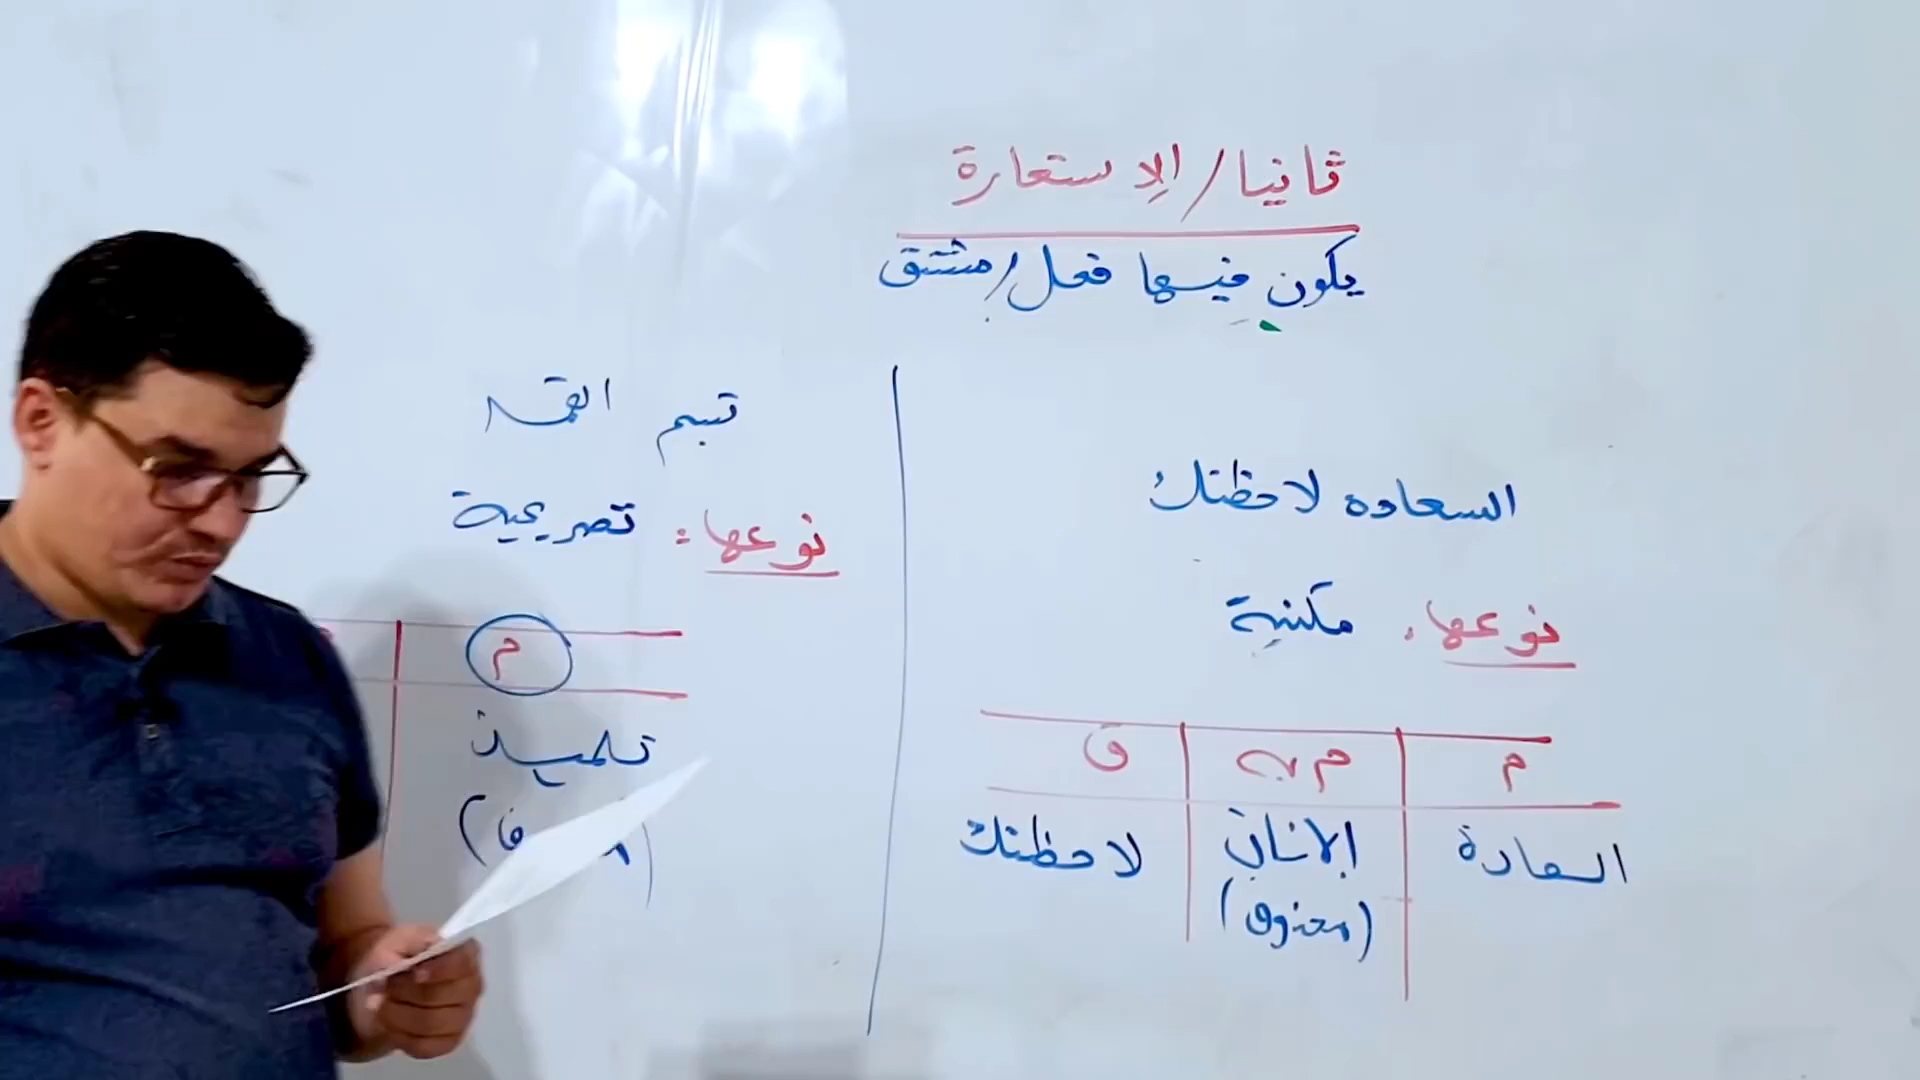 ثانيا / الاستعارة
يكون فيها فعل / مشتق
السعاده لاحظتك
نوعها: مكنية
م | م به | ق
السعادة | الإنسان | لاحظتك
(محذوف)
تبسم القمر
نوعها: تصريحية
م
تلميذ